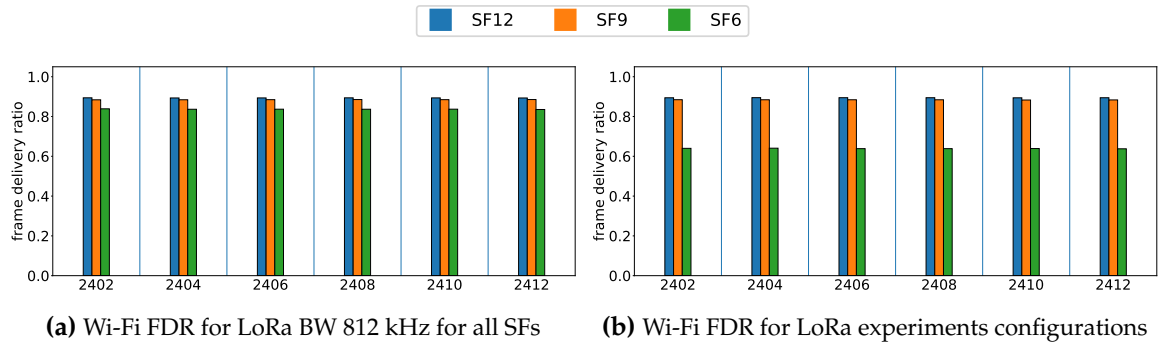 SF12 SF9 SF6
frame delivery ratio
1.0
0.8
0.6
0.4
0.2
0.0
2402 2404 2406 2408 2410 2412
(a) Wi-Fi FDR for LoRa BW 812 kHz for all SFs
frame delivery ratio
1.0
0.8
0.6
0.4
0.2
0.0
2402 2404 2406 2408 2410 2412
(b) Wi-Fi FDR for LoRa experiments configurations